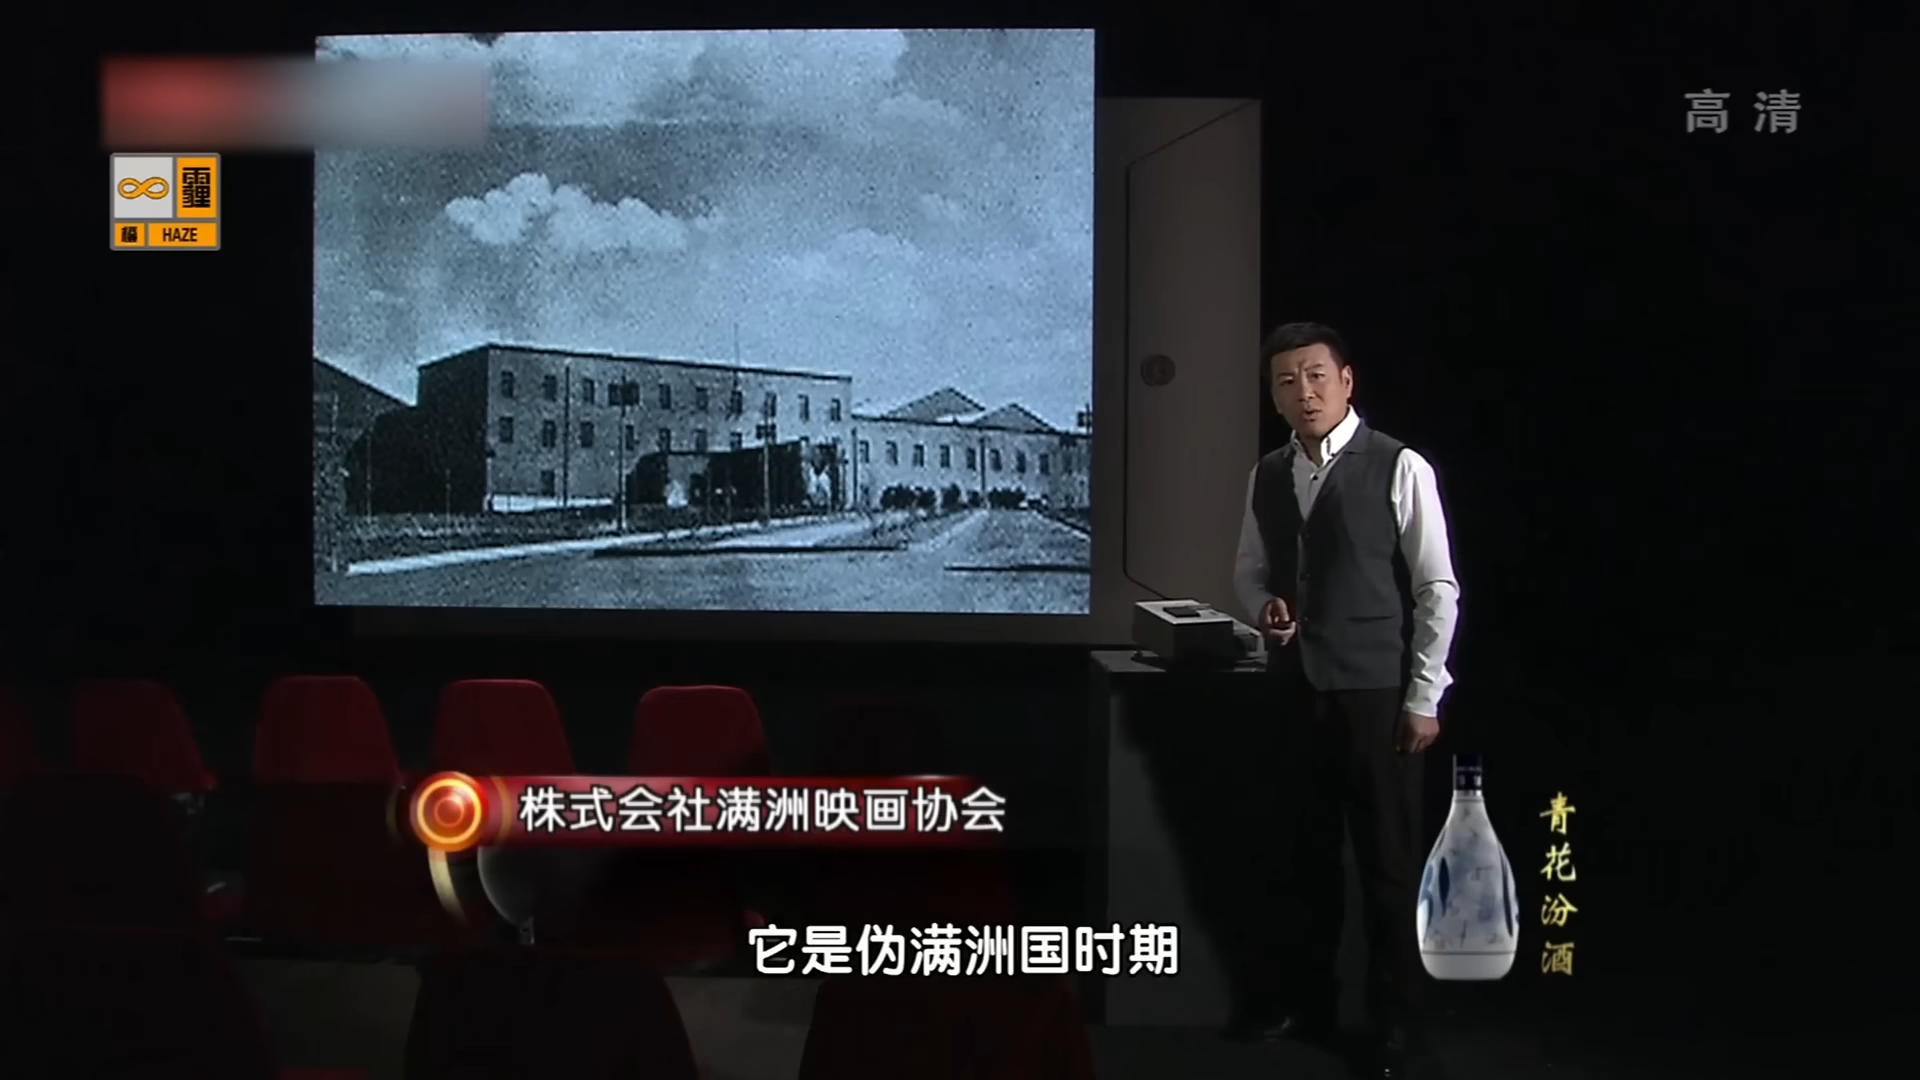 高清
霾
橙 HAZE
株式会社满洲映画协会
它是伪满洲国时期
青花汾酒